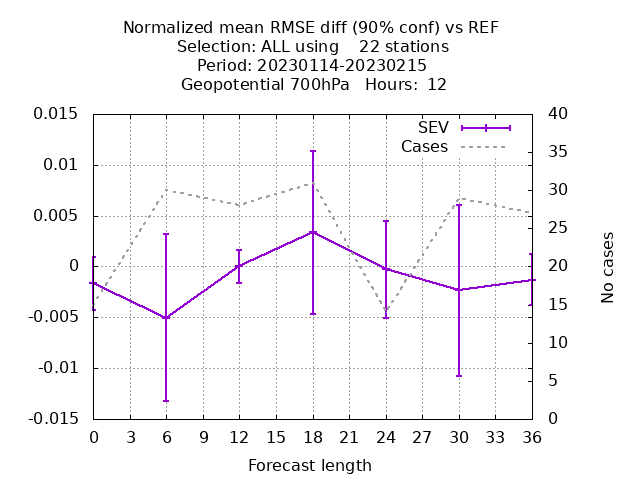 Normalized mean RMSE diff (90% conf) vs REF
Selection: ALL using    22 stations
Period: 20230114-20230215
Geopotential 700hPa   Hours:  12
SEV
Cases
0.015
0.01
0.005
0
-0.005
-0.01
-0.015
40
35
30
25
20
15
10
5
0
No cases
0 3 6 9 12 15 18 21 24 27 30 33 36
Forecast length